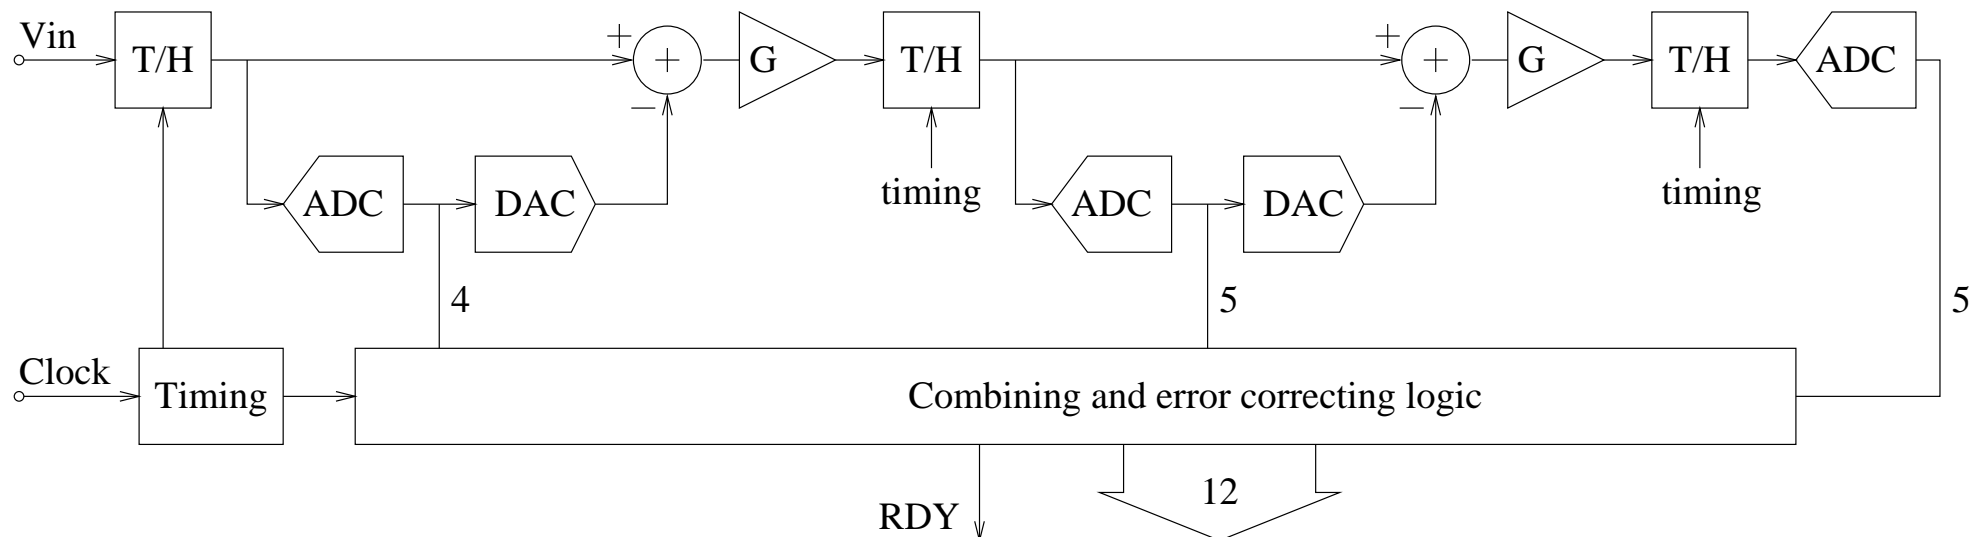 Vin
T/H
+
−
+
G
T/H
+
−
+
G
T/H
ADC
ADC
DAC
timing
ADC
DAC
timing
4
5
5
Clock
Timing
Combining and error correcting logic
RDY
12